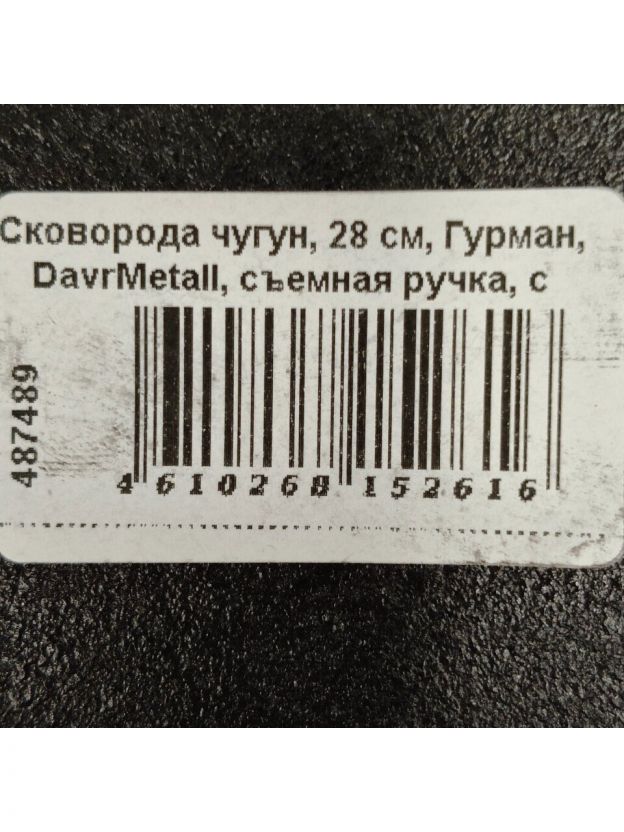 Сковорода чугун, 28 см, Гурман,
DavrMetall, съемная ручка, с
487489
4 610268 152616